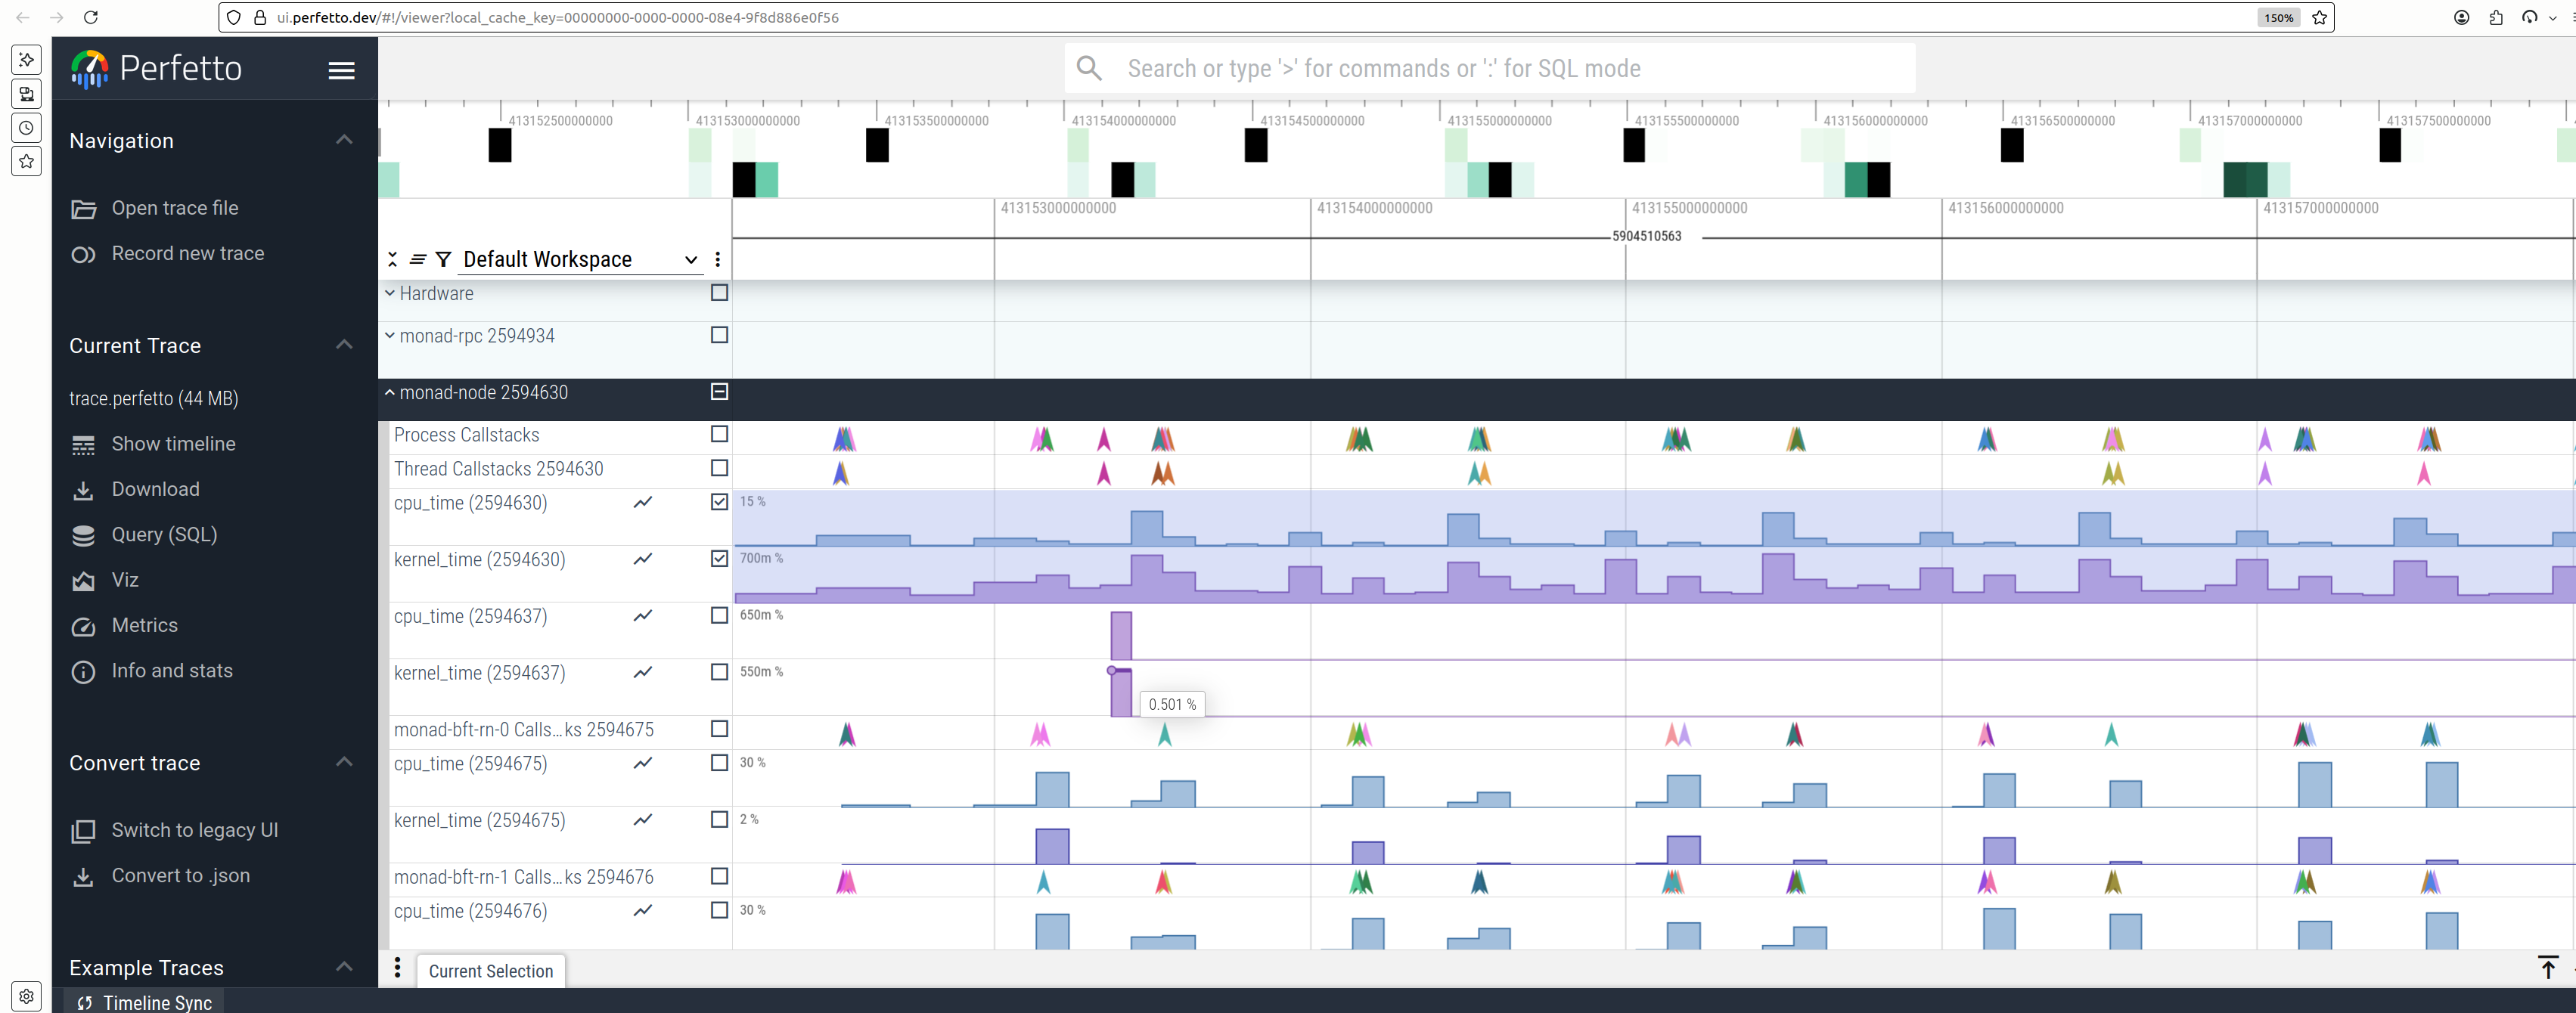 ui.perfetto.dev/#!/viewer?local_cache_key=00000000-0000-0000-08e4-9f8d886e0f56
150%
Perfetto
Search or type '>' for commands or ':' for SQL mode
Navigation
Open trace file
Record new trace
Current Trace
trace.perfetto (44 MB)
Show timeline
Download
Query (SQL)
Viz
Metrics
Info and stats
Convert trace
Switch to legacy UI
Convert to .json
Example Traces
Timeline Sync
413152500000000 413153000000000 413153500000000 413154000000000 413154500000000 413155000000000 413155500000000 413156000000000 413156500000000 413157000000000 413157500000000
413153000000000 413154000000000 413155000000000 413156000000000 413157000000000
5904510563
Default Workspace
Hardware
monad-rpc 2594934
monad-node 2594630
Process Callstacks
Thread Callstacks 2594630
cpu_time (2594630) 15 %
kernel_time (2594630) 700m %
cpu_time (2594637) 650m %
kernel_time (2594637) 550m %
0.501 %
monad-bft-rn-0 Calls...ks 2594675
cpu_time (2594675) 30 %
kernel_time (2594675) 2 %
monad-bft-rn-1 Calls...ks 2594676
cpu_time (2594676) 30 %
Current Selection